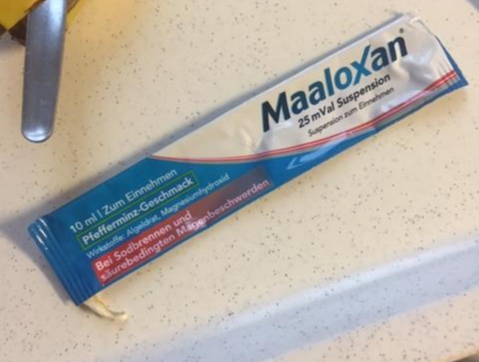 Maaloxan®
25 mVal Suspension
Suspension zum Einnehmen
10 ml | Zum Einnehmen
Pfefferminz-Geschmack
Wirkstoffe: Algeldrat, Magnesiumhydroxid
Bei Sodbrennen und
säurebedingten Magenbeschwerden